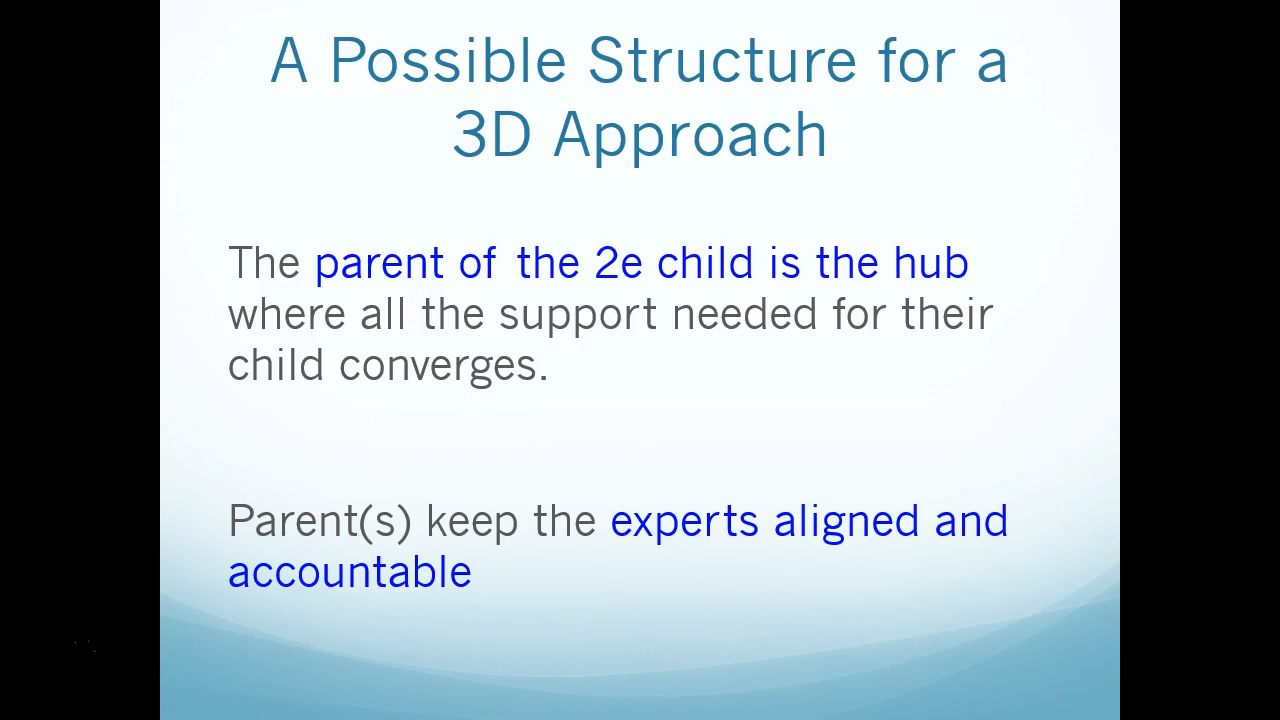 A Possible Structure for a
3D Approach
The parent of the 2e child is the hub
where all the support needed for their
child converges.
Parent(s) keep the experts aligned and
accountable